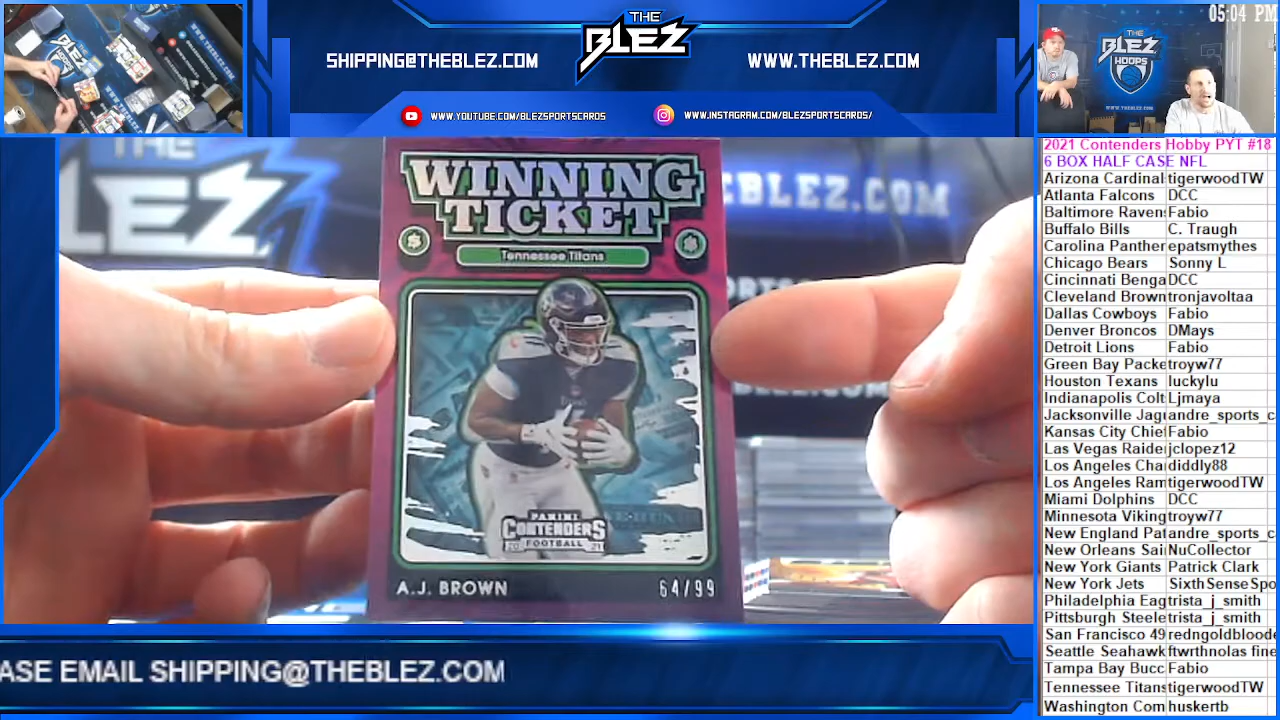 05:04 PM
THE
BLEZ
SHIPPING@THEBLEZ.COM
WWW.THEBLEZ.COM
WWW.YOUTUBE.COM/BLEZSPORTSCARDS
WWW.INSTAGRAM.COM/BLEZSPORTSCARDS/
THE
BLEZ
HOOPS
THE
BLEZ
THEBLEZ.COM
WINNING
TICKET
$ $
Tennessee Titans
PANINI
CONTENDERS
20 FOOTBALL 21
A.J. BROWN
64/99
2021 Contenders Hobby PYT #18
6 BOX HALF CASE NFL
Arizona Cardinal tigerwoodTW
Atlanta Falcons DCC
Baltimore Raven Fabio
Buffalo Bills C. Traugh
Carolina Panther epatsmythes
Chicago Bears Sonny L
Cincinnati Benga DCC
Cleveland Brown tronjavoltaa
Dallas Cowboys Fabio
Denver Broncos DMays
Detroit Lions Fabio
Green Bay Packe troyw77
Houston Texans luckylu
Indianapolis Colt Ljmaya
Jacksonville Jagu andre_sports_c
Kansas City Chief Fabio
Las Vegas Raide jclopez12
Los Angeles Cha diddly88
Los Angeles Ram tigerwoodTW
Miami Dolphins DCC
Minnesota Viking troyw77
New England Pat andre_sports_c
New Orleans Sai NuCollector
New York Giants Patrick Clark
New York Jets SixthSenseSpo
Philadelphia Eag trista_j_smith
Pittsburgh Steele trista_j_smith
San Francisco 49 redngoldbloode
Seattle Seahawk ftwrthnolas fine
Tampa Bay Bucc Fabio
Tennessee Titans tigerwoodTW
Washington Com huskertb
ASE EMAIL SHIPPING@THEBLEZ.COM